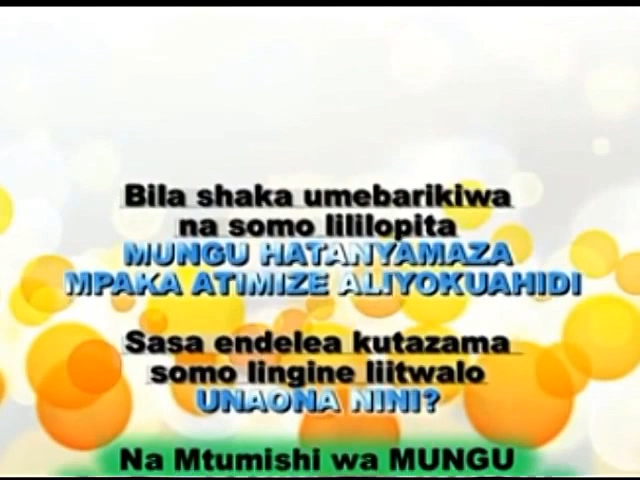 Bila shaka umebarikiwa
na somo lililopita
MUNGU HATANYAMAZA
MPAKA ATIMIZE ALIYOKUAHIDI
Sasa endelea kutazama
somo lingine liitwalo
UNAONA NINI?
Na Mtumishi wa MUNGU